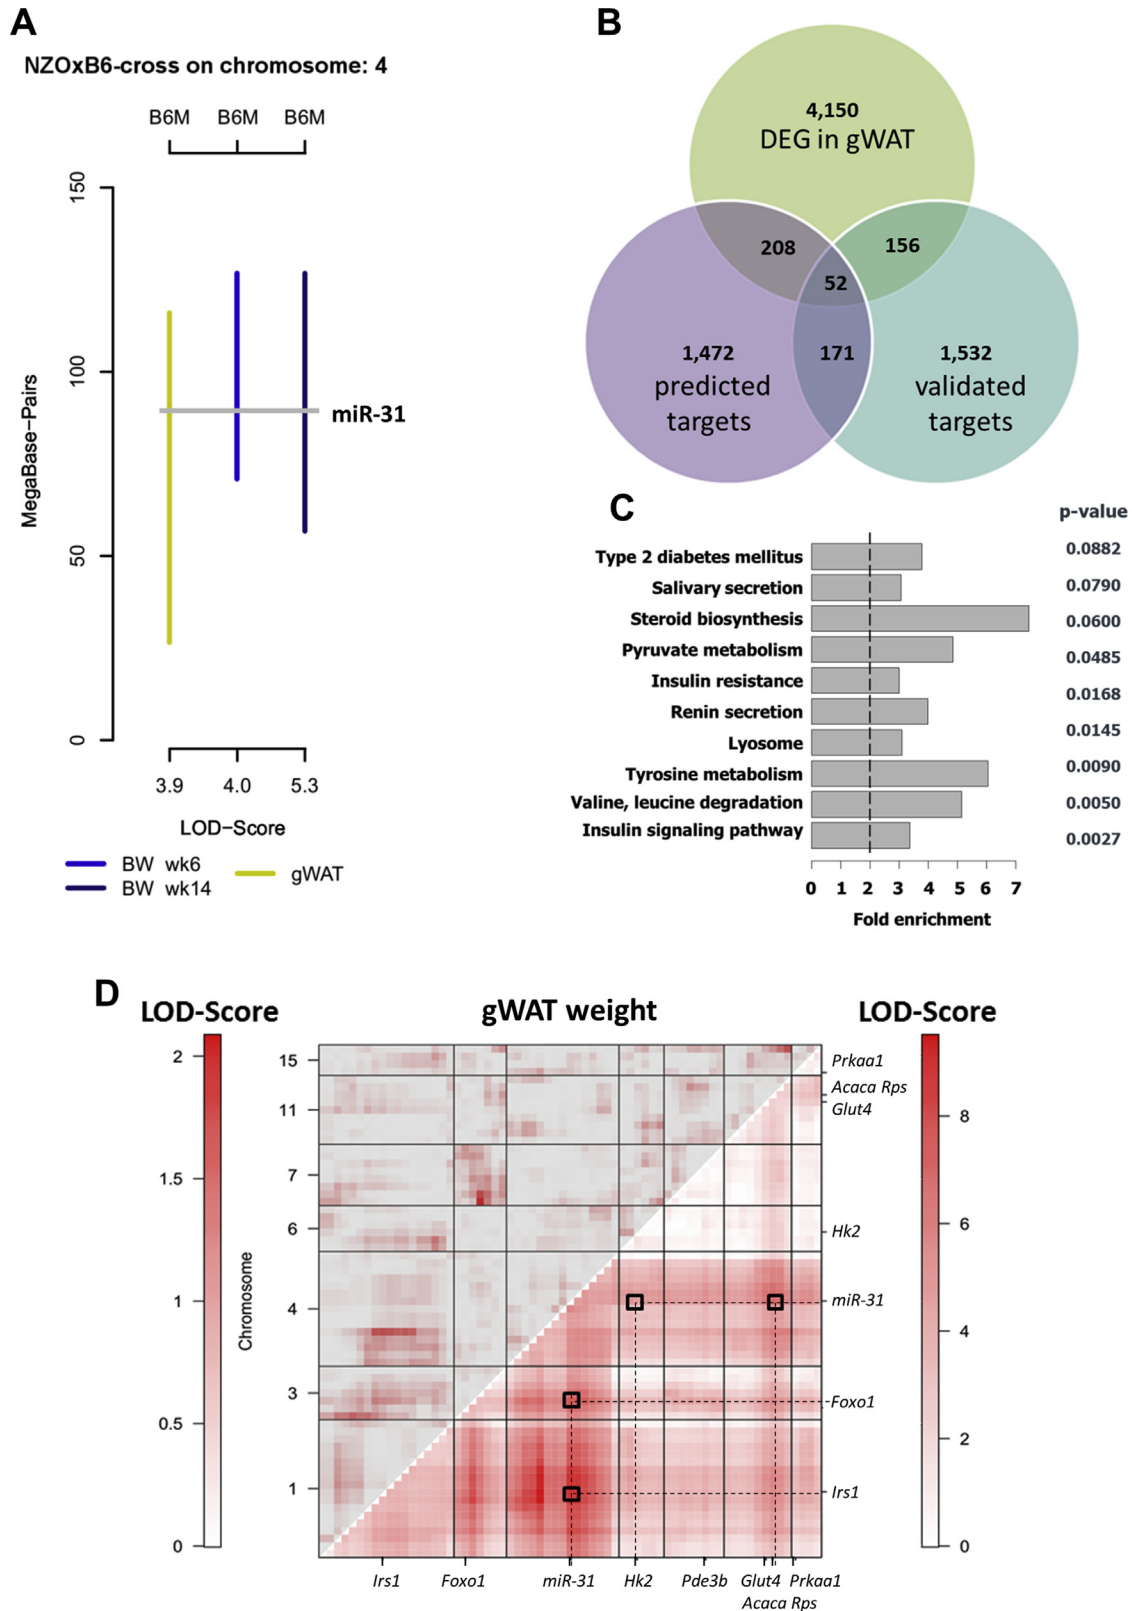 A
NZOxB6-cross on chromosome: 4
B6M B6M B6M
150
100
50
0
MegaBase-Pairs
miR-31
3.9 4.0 5.3
LOD-Score
BW wk6
BW wk14
gWAT
B
4,150
DEG in gWAT
208
156
52
1,472
predicted
targets
171
1,532
validated
targets
C
p-value
Type 2 diabetes mellitus 0.0882
Salivary secretion 0.0790
Steroid biosynthesis 0.0600
Pyruvate metabolism 0.0485
Insulin resistance 0.0168
Renin secretion 0.0145
Lyosome 0.0090
Tyrosine metabolism 0.0050
Valine, leucine degradation 0.0027
Insulin signaling pathway
0 1 2 3 4 5 6 7
Fold enrichment
D
LOD-Score
2
1.5
1
0.5
0
gWAT weight
Chromosome
15
11
7
6
4
3
1
Prkaa1
Acaca Rps
Glut4
Hk2
miR-31
Foxo1
Irs1
Irs1 Foxo1 miR-31 Hk2 Pde3b Glut4 Prkaa1
Acaca Rps
LOD-Score
8
6
4
2
0